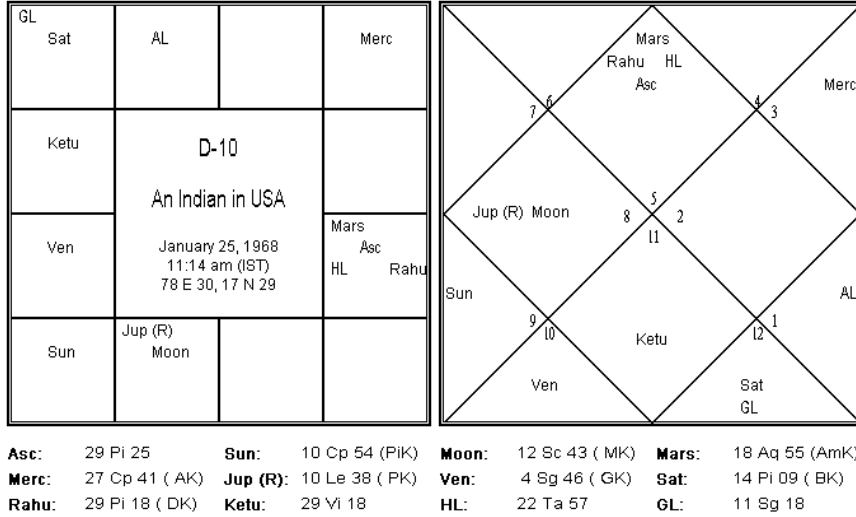 GL
Sat
AL
Merc
Ketu
D-10
An Indian in USA
January 25, 1968
11:14 am (IST)
78 E 30, 17 N 29
Ven
Mars
Asc
HL Rahu
Sun
Jup (R)
Moon
Mars
Rahu HL
Asc
Merc
6
7
4
3
Jup (R) Moon
5
8
2
11
Sun
AL
9
10
1
12
Ketu
Ven
Sat
GL
Asc: 29 Pi 25 Sun: 10 Cp 54 (PiK) Moon: 12 Sc 43 ( MK) Mars: 18 Aq 55 (AmK)
Merc: 27 Cp 41 ( AK) Jup (R): 10 Le 38 ( PK) Ven: 4 Sg 46 ( GK) Sat: 14 Pi 09 ( BK)
Rahu: 29 Pi 18 ( DK) Ketu: 29 Vi 18 HL: 22 Ta 57 GL: 11 Sg 18